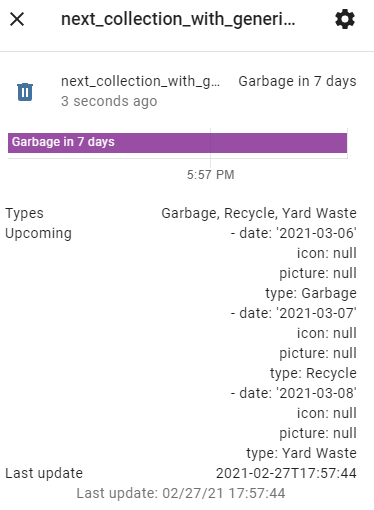 next_collection_with_generi...
next_collection_with_g... Garbage in 7 days
3 seconds ago
Garbage in 7 days
5:57 PM
Types Garbage, Recycle, Yard Waste
Upcoming - date: '2021-03-06'
icon: null
picture: null
type: Garbage
- date: '2021-03-07'
icon: null
picture: null
type: Recycle
- date: '2021-03-08'
icon: null
picture: null
type: Yard Waste
Last update 2021-02-27T17:57:44
Last update: 02/27/21 17:57:44